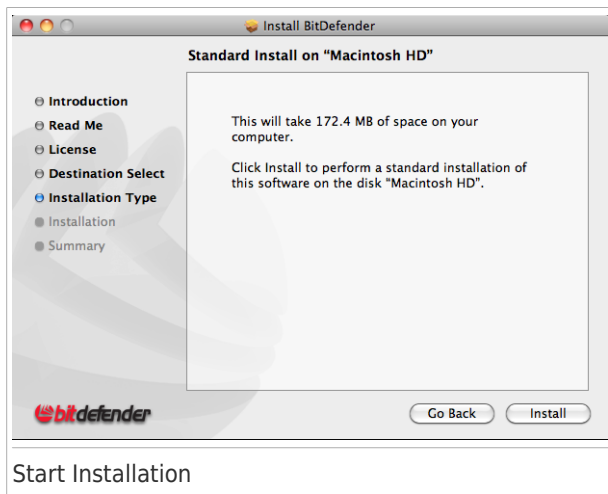 Install BitDefender
Standard Install on “Macintosh HD”
Introduction
Read Me
License
Destination Select
Installation Type
Installation
Summary
This will take 172.4 MB of space on your
computer.
Click Install to perform a standard installation of
this software on the disk “Macintosh HD”.
bitdefender
Go Back
Install
Start Installation